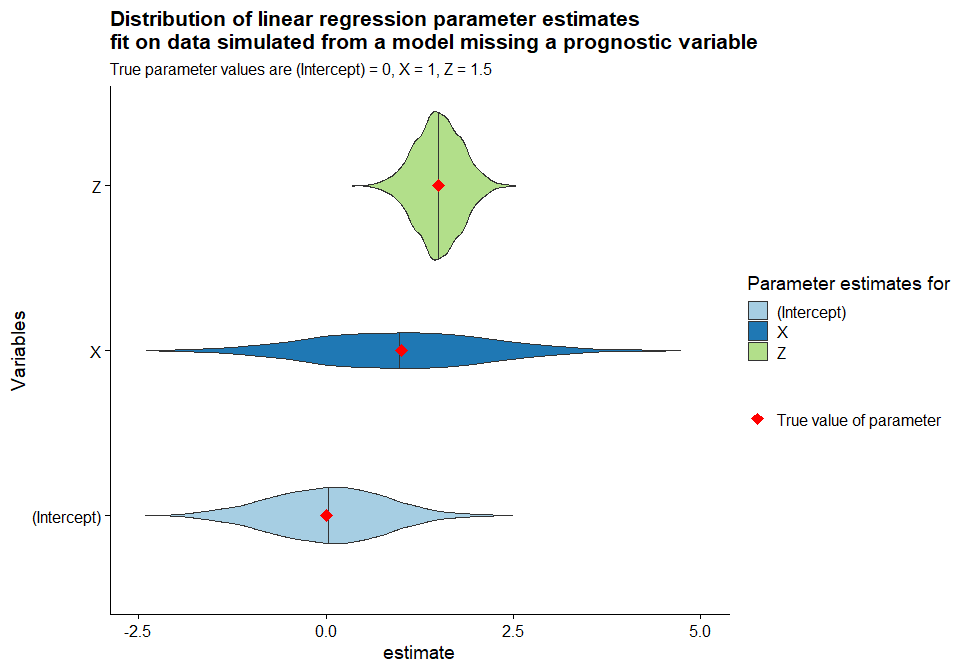 Distribution of linear regression parameter estimates
fit on data simulated from a model missing a prognostic variable
True parameter values are (Intercept) = 0, X = 1, Z = 1.5
Variables
Z
X
(Intercept)
-2.5
0.0
2.5
5.0
estimate
Parameter estimates for
(Intercept)
X
Z
True value of parameter